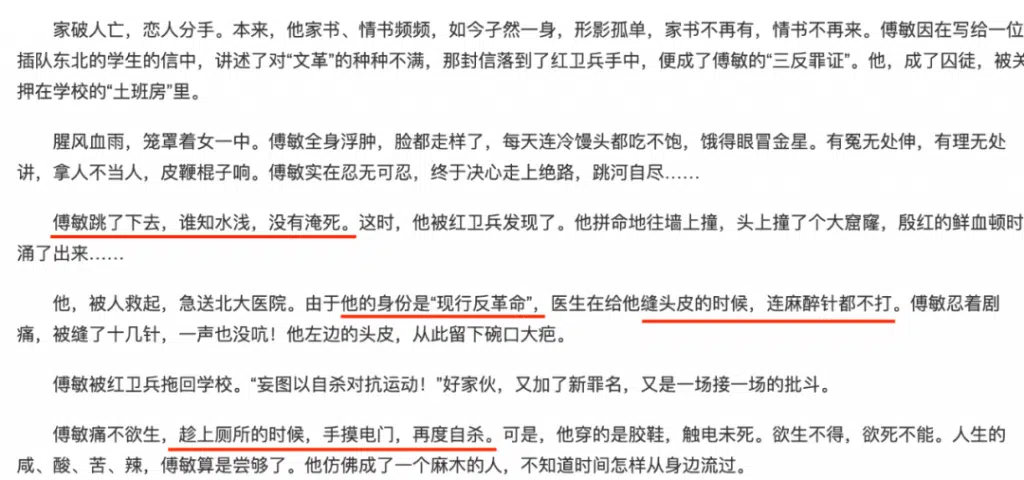 家破人亡，恋人分手。本来，他家书、情书频频，如今孑然一身，形影孤单，家书不再有，情书不再来。傅敏因在写给一位
插队东北的学生的信中，讲述了对“文革”的种种不满，那封信落到了红卫兵手中，便成了傅敏的“三反罪证”。他，成了囚徒，被关
押在学校的“土班房”里。
腥风血雨，笼罩着女一中。傅敏全身浮肿，脸都走样了，每天连冷馒头都吃不饱，饿得眼冒金星。有冤无处伸，有理无处
讲，拿人不当人，皮鞭棍子响。傅敏实在忍无可忍，终于决心走上绝路，跳河自尽……
傅敏跳了下去，谁知水浅，没有淹死。这时，他被红卫兵发现了。他拼命地往墙上撞，头上撞了个大窟窿，殷红的鲜血顿时
涌了出来……
他，被人救起，急送北大医院。由于他的身份是“现行反革命”，医生在给他缝头皮的时候，连麻醉针都不打。傅敏忍着剧
痛，被缝了十几针，一声也没吭！他左边的头皮，从此留下碗口大疤。
傅敏被红卫兵拖回学校。“妄图以自杀对抗运动！”好家伙，又加了新罪名，又是一场接一场的批斗。
傅敏痛不欲生，趁上厕所的时候，手摸电门，再度自杀。可是，他穿的是胶鞋，触电未死。欲生不得，欲死不能。人生的
咸、酸、苦、辣，傅敏算是尝够了。他仿佛成了一个麻木的人，不知道时间怎样从身边流过。